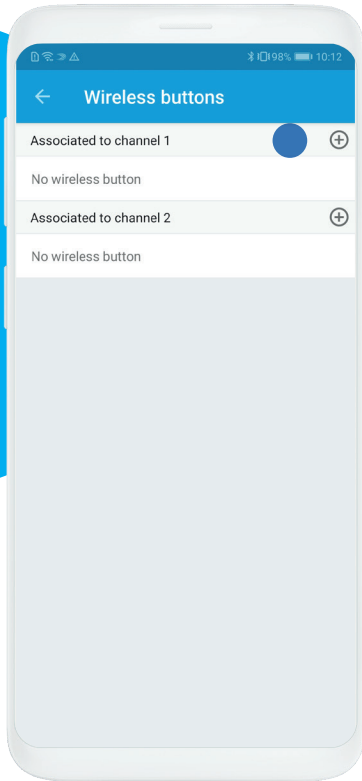 98% 10:12
Wireless buttons
Associated to channel 1
No wireless button
Associated to channel 2
No wireless button